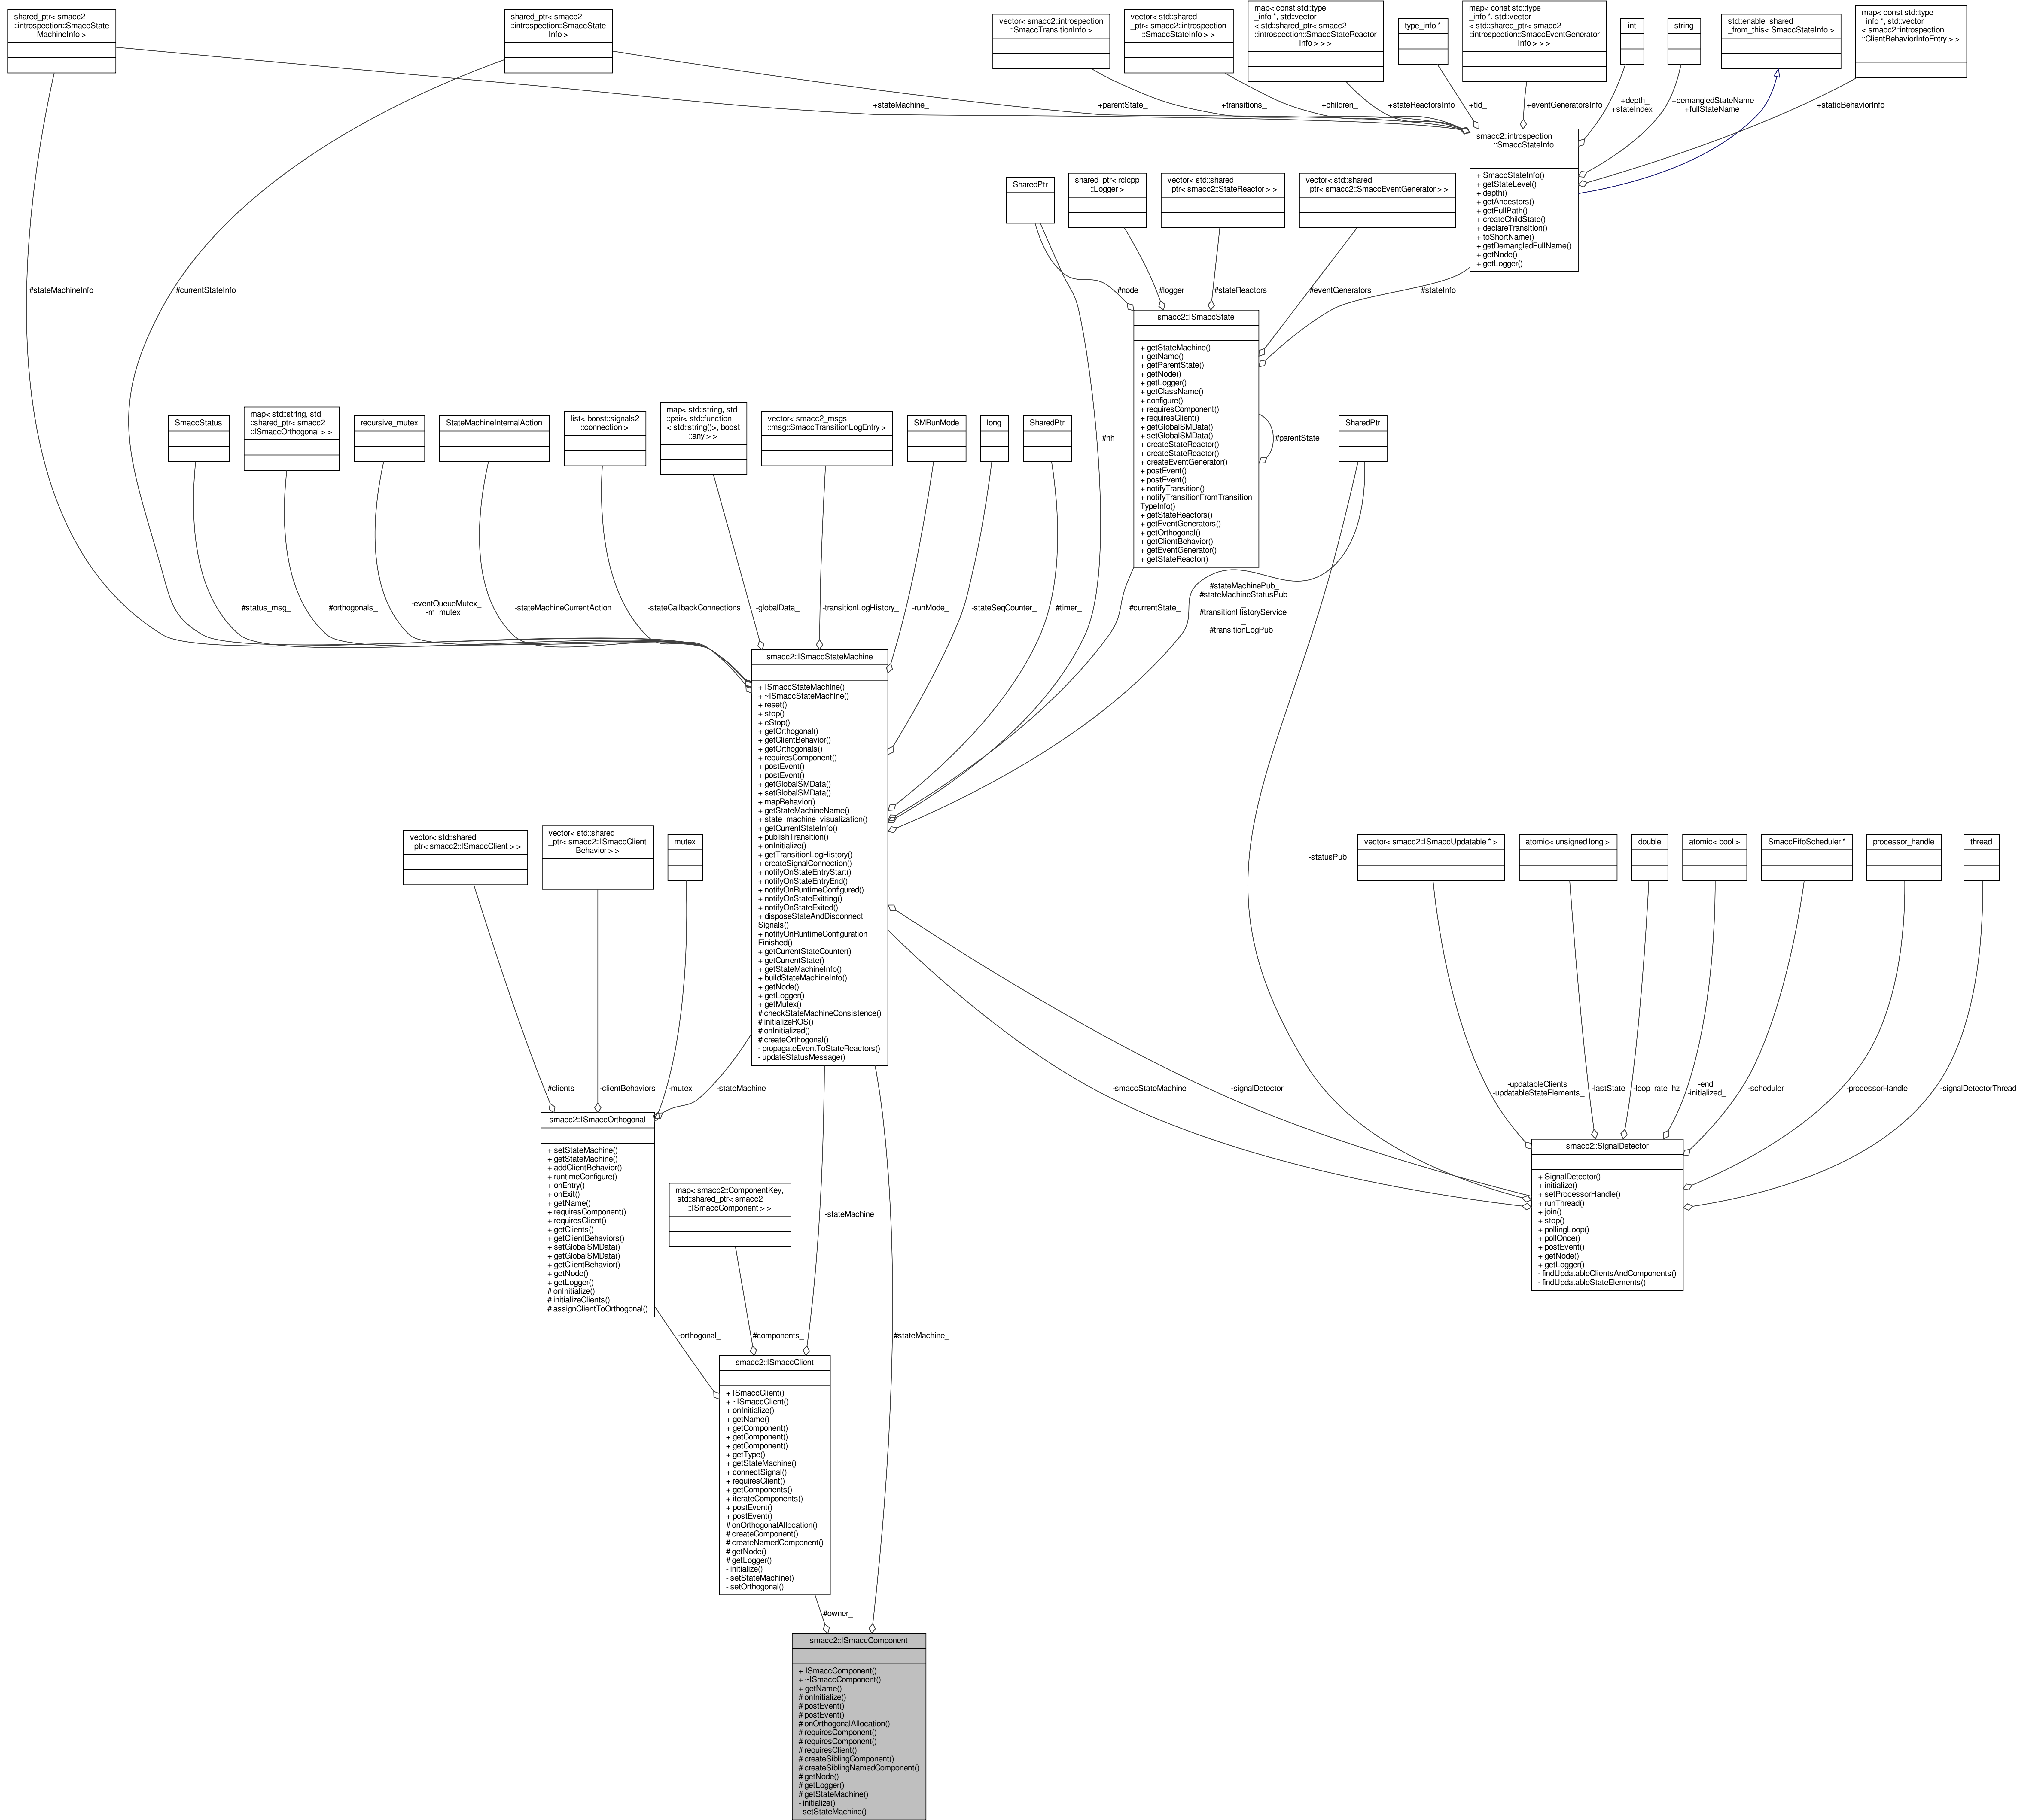 shared_ptr< smacc2
::introspection::SmaccState
MachineInfo >
shared_ptr< smacc2
::introspection::SmaccState
Info >
vector< smacc2::introspection
::SmaccTransitionInfo >
vector< std::shared
_ptr< smacc2::introspection
::SmaccStateInfo > >
map< const std::type
_info *, std::vector
< std::shared_ptr< smacc2
::introspection::SmaccStateReactor
Info > > >
type_info *
map< const std::type
_info *, std::vector
< std::shared_ptr< smacc2
::introspection::SmaccEventGenerator
Info > > >
int
string
std::enable_shared
_from_this< SmaccStateInfo >
map< const std::type
_info *, std::vector
< smacc2::introspection
::ClientBehaviorInfoEntry > >
+stateMachine_
+parentState_
+transitions_
+children_
+stateReactorsInfo
+tid_
+eventGeneratorsInfo
+depth_
+stateIndex_
+demangledStateName
+fullStateName
+staticBehaviorInfo
smacc2::introspection
::SmaccStateInfo
+ SmaccStateInfo()
+ getStateLevel()
+ depth()
+ getAncestors()
+ getFullPath()
+ createChildState()
+ declareTransition()
+ toShortName()
+ getDemangledFullName()
+ getNode()
+ getLogger()
SharedPtr
shared_ptr< rclcpp
::Logger >
vector< std::shared
_ptr< smacc2::StateReactor > >
vector< std::shared
_ptr< smacc2::SmaccEventGenerator > >
#stateMachineInfo_
#currentStateInfo_
#node_
#logger_
#stateReactors_
#eventGenerators_
#stateInfo_
smacc2::ISmaccState
+ getStateMachine()
+ getName()
+ getParentState()
+ getNode()
+ getLogger()
+ getClassName()
+ configure()
+ requiresComponent()
+ requiresClient()
+ getGlobalSMData()
+ setGlobalSMData()
+ createStateReactor()
+ createStateReactor()
+ createEventGenerator()
+ postEvent()
+ postEvent()
+ notifyTransition()
+ notifyTransitionFromTransition
TypeInfo()
+ getStateReactors()
+ getEventGenerators()
+ getOrthogonal()
+ getClientBehavior()
+ getEventGenerator()
+ getStateReactor()
#parentState_
#nh_
SmaccStatus
map< std::string, std
::shared_ptr< smacc2
::ISmaccOrthogonal > >
recursive_mutex
StateMachineInternalAction
list< boost::signals2
::connection >
map< std::string, std
::pair< std::function
< std::string()>, boost
::any > >
vector< smacc2_msgs
::msg::SmaccTransitionLogEntry >
SMRunMode
long
SharedPtr
SharedPtr
#status_msg_
#orthogonals_
-eventQueueMutex_
-m_mutex_
-stateMachineCurrentAction
-stateCallbackConnections
-globalData_
-transitionLogHistory_
-runMode_
-stateSeqCounter_
#timer_
#currentState_
#stateMachinePub_
#stateMachineStatusPub
_
#transitionHistoryService
_
#transitionLogPub_
smacc2::ISmaccStateMachine
+ ISmaccStateMachine()
+ ~ISmaccStateMachine()
+ reset()
+ stop()
+ eStop()
+ getOrthogonal()
+ getClientBehavior()
+ getOrthogonals()
+ requiresComponent()
+ postEvent()
+ postEvent()
+ getGlobalSMData()
+ setGlobalSMData()
+ mapBehavior()
+ getStateMachineName()
+ state_machine_visualization()
+ getCurrentStateInfo()
+ publishTransition()
+ onInitialize()
+ getTransitionLogHistory()
+ createSignalConnection()
+ notifyOnStateEntryStart()
+ notifyOnStateEntryEnd()
+ notifyOnRuntimeConfigured()
+ notifyOnStateExitting()
+ notifyOnStateExited()
+ disposeStateAndDisconnect
Signals()
+ notifyOnRuntimeConfiguration
Finished()
+ getCurrentStateCounter()
+ getCurrentState()
+ getStateMachineInfo()
+ buildStateMachineInfo()
+ getNode()
+ getLogger()
+ getMutex()
# checkStateMachineConsistence()
# initializeROS()
# onInitialized()
# createOrthogonal()
- propagateEventToStateReactors()
- updateStatusMessage()
vector< std::shared
_ptr< smacc2::ISmaccClient > >
vector< std::shared
_ptr< smacc2::ISmaccClient
Behavior > >
mutex
-statusPub_
vector< smacc2::ISmaccUpdatable * >
atomic< unsigned long >
double
atomic< bool >
SmaccFifoScheduler *
processor_handle
thread
#clients_
-clientBehaviors_
-mutex_
-stateMachine_
-smaccStateMachine_
-signalDetector_
-updatableClients_
-updatableStateElements_
-lastState_
-loop_rate_hz
-end_
-initialized_
-scheduler_
-processorHandle_
-signalDetectorThread_
smacc2::ISmaccOrthogonal
+ setStateMachine()
+ getStateMachine()
+ addClientBehavior()
+ runtimeConfigure()
+ onEntry()
+ onExit()
+ getName()
+ requiresComponent()
+ requiresClient()
+ getClients()
+ getClientBehaviors()
+ setGlobalSMData()
+ getGlobalSMData()
+ getClientBehavior()
+ getNode()
+ getLogger()
# onInitialize()
# initializeClients()
# assignClientToOrthogonal()
smacc2::SignalDetector
+ SignalDetector()
+ initialize()
+ setProcessorHandle()
+ runThread()
+ join()
+ stop()
+ pollingLoop()
+ pollOnce()
+ postEvent()
+ getNode()
+ getLogger()
- findUpdatableClientsAndComponents()
- findUpdatableStateElements()
map< smacc2::ComponentKey,
std::shared_ptr< smacc2
::ISmaccComponent > >
-stateMachine_
-orthogonal_
#components_
#stateMachine_
smacc2::ISmaccClient
+ ISmaccClient()
+ ~ISmaccClient()
+ onInitialize()
+ getName()
+ getComponent()
+ getComponent()
+ getComponent()
+ getType()
+ getStateMachine()
+ connectSignal()
+ requiresClient()
+ getComponents()
+ iterateComponents()
+ postEvent()
+ postEvent()
# onOrthogonalAllocation()
# createComponent()
# createNamedComponent()
# getNode()
# getLogger()
- initialize()
- setStateMachine()
- setOrthogonal()
#owner_
smacc2::ISmaccComponent
+ ISmaccComponent()
+ ~ISmaccComponent()
+ getName()
# onInitialize()
# postEvent()
# postEvent()
# onOrthogonalAllocation()
# requiresComponent()
# requiresComponent()
# requiresClient()
# createSiblingComponent()
# createSiblingNamedComponent()
# getNode()
# getLogger()
# getStateMachine()
- initialize()
- setStateMachine()